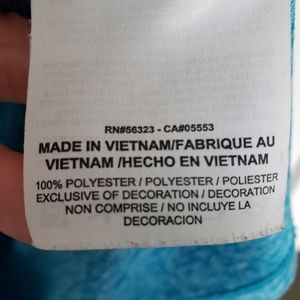 RN#56323 - CA#05553
MADE IN VIETNAM/FABRIQUE AU
VIETNAM /HECHO EN VIETNAM
100% POLYESTER / POLYESTER / POLIESTER
EXCLUSIVE OF DECORATION / DECORATION
NON COMPRISE / NO INCLUYE LA
DECORACION